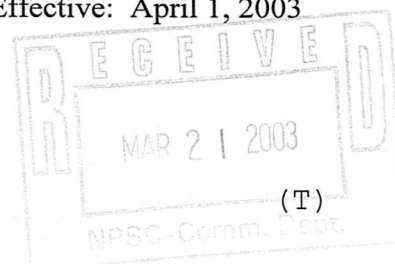 Effective: April 1, 2003
RECEIVED
MAR 21 2003
(T)
NPSC-Comm. Dept.